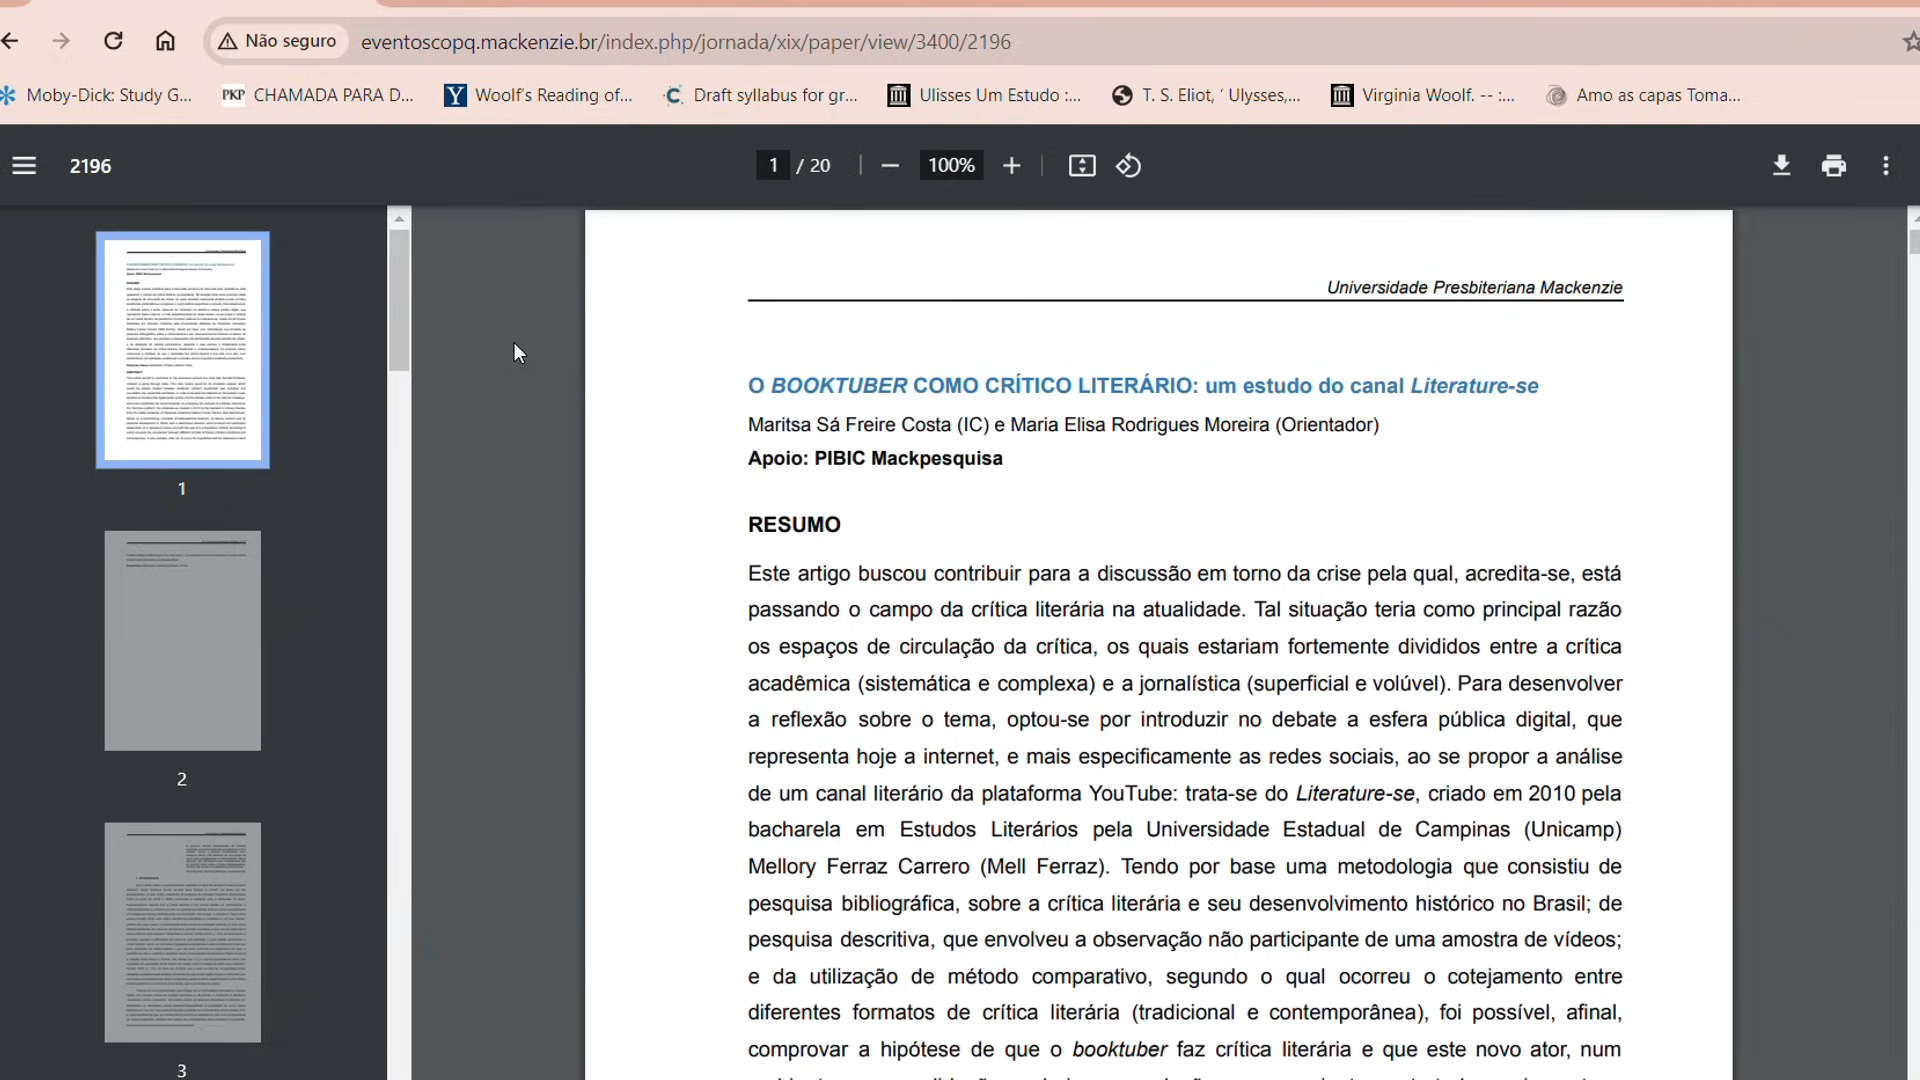 Não seguro eventoscopq.mackenzie.br/index.php/jornada/xix/paper/view/3400/2196
Moby-Dick: Study G... PKP CHAMADA PARA D... Y Woolf's Reading of... C Draft syllabus for gr... Ulisses Um Estudo :... T. S. Eliot, ‘ Ulysses,... Virginia Woolf. -- :... Amo as capas Toma...
2196 1 / 20 100%
Universidade Presbiteriana Mackenzie
O BOOKTUBER COMO CRÍTICO LITERÁRIO: um estudo do canal Literature-se
Maritsa Sá Freire Costa (IC) e Maria Elisa Rodrigues Moreira (Orientador)
Apoio: PIBIC Mackpesquisa
RESUMO
Este artigo buscou contribuir para a discussão em torno da crise pela qual, acredita-se, está
passando o campo da crítica literária na atualidade. Tal situação teria como principal razão
os espaços de circulação da crítica, os quais estariam fortemente divididos entre a crítica
acadêmica (sistemática e complexa) e a jornalística (superficial e volúvel). Para desenvolver
a reflexão sobre o tema, optou-se por introduzir no debate a esfera pública digital, que
representa hoje a internet, e mais especificamente as redes sociais, ao se propor a análise
de um canal literário da plataforma YouTube: trata-se do Literature-se, criado em 2010 pela
bacharela em Estudos Literários pela Universidade Estadual de Campinas (Unicamp)
Mellory Ferraz Carrero (Mell Ferraz). Tendo por base uma metodologia que consistiu de
pesquisa bibliográfica, sobre a crítica literária e seu desenvolvimento histórico no Brasil; de
pesquisa descritiva, que envolveu a observação não participante de uma amostra de vídeos;
e da utilização de método comparativo, segundo o qual ocorreu o cotejamento entre
diferentes formatos de crítica literária (tradicional e contemporânea), foi possível, afinal,
comprovar a hipótese de que o booktuber faz crítica literária e que este novo ator, num
1
2
3